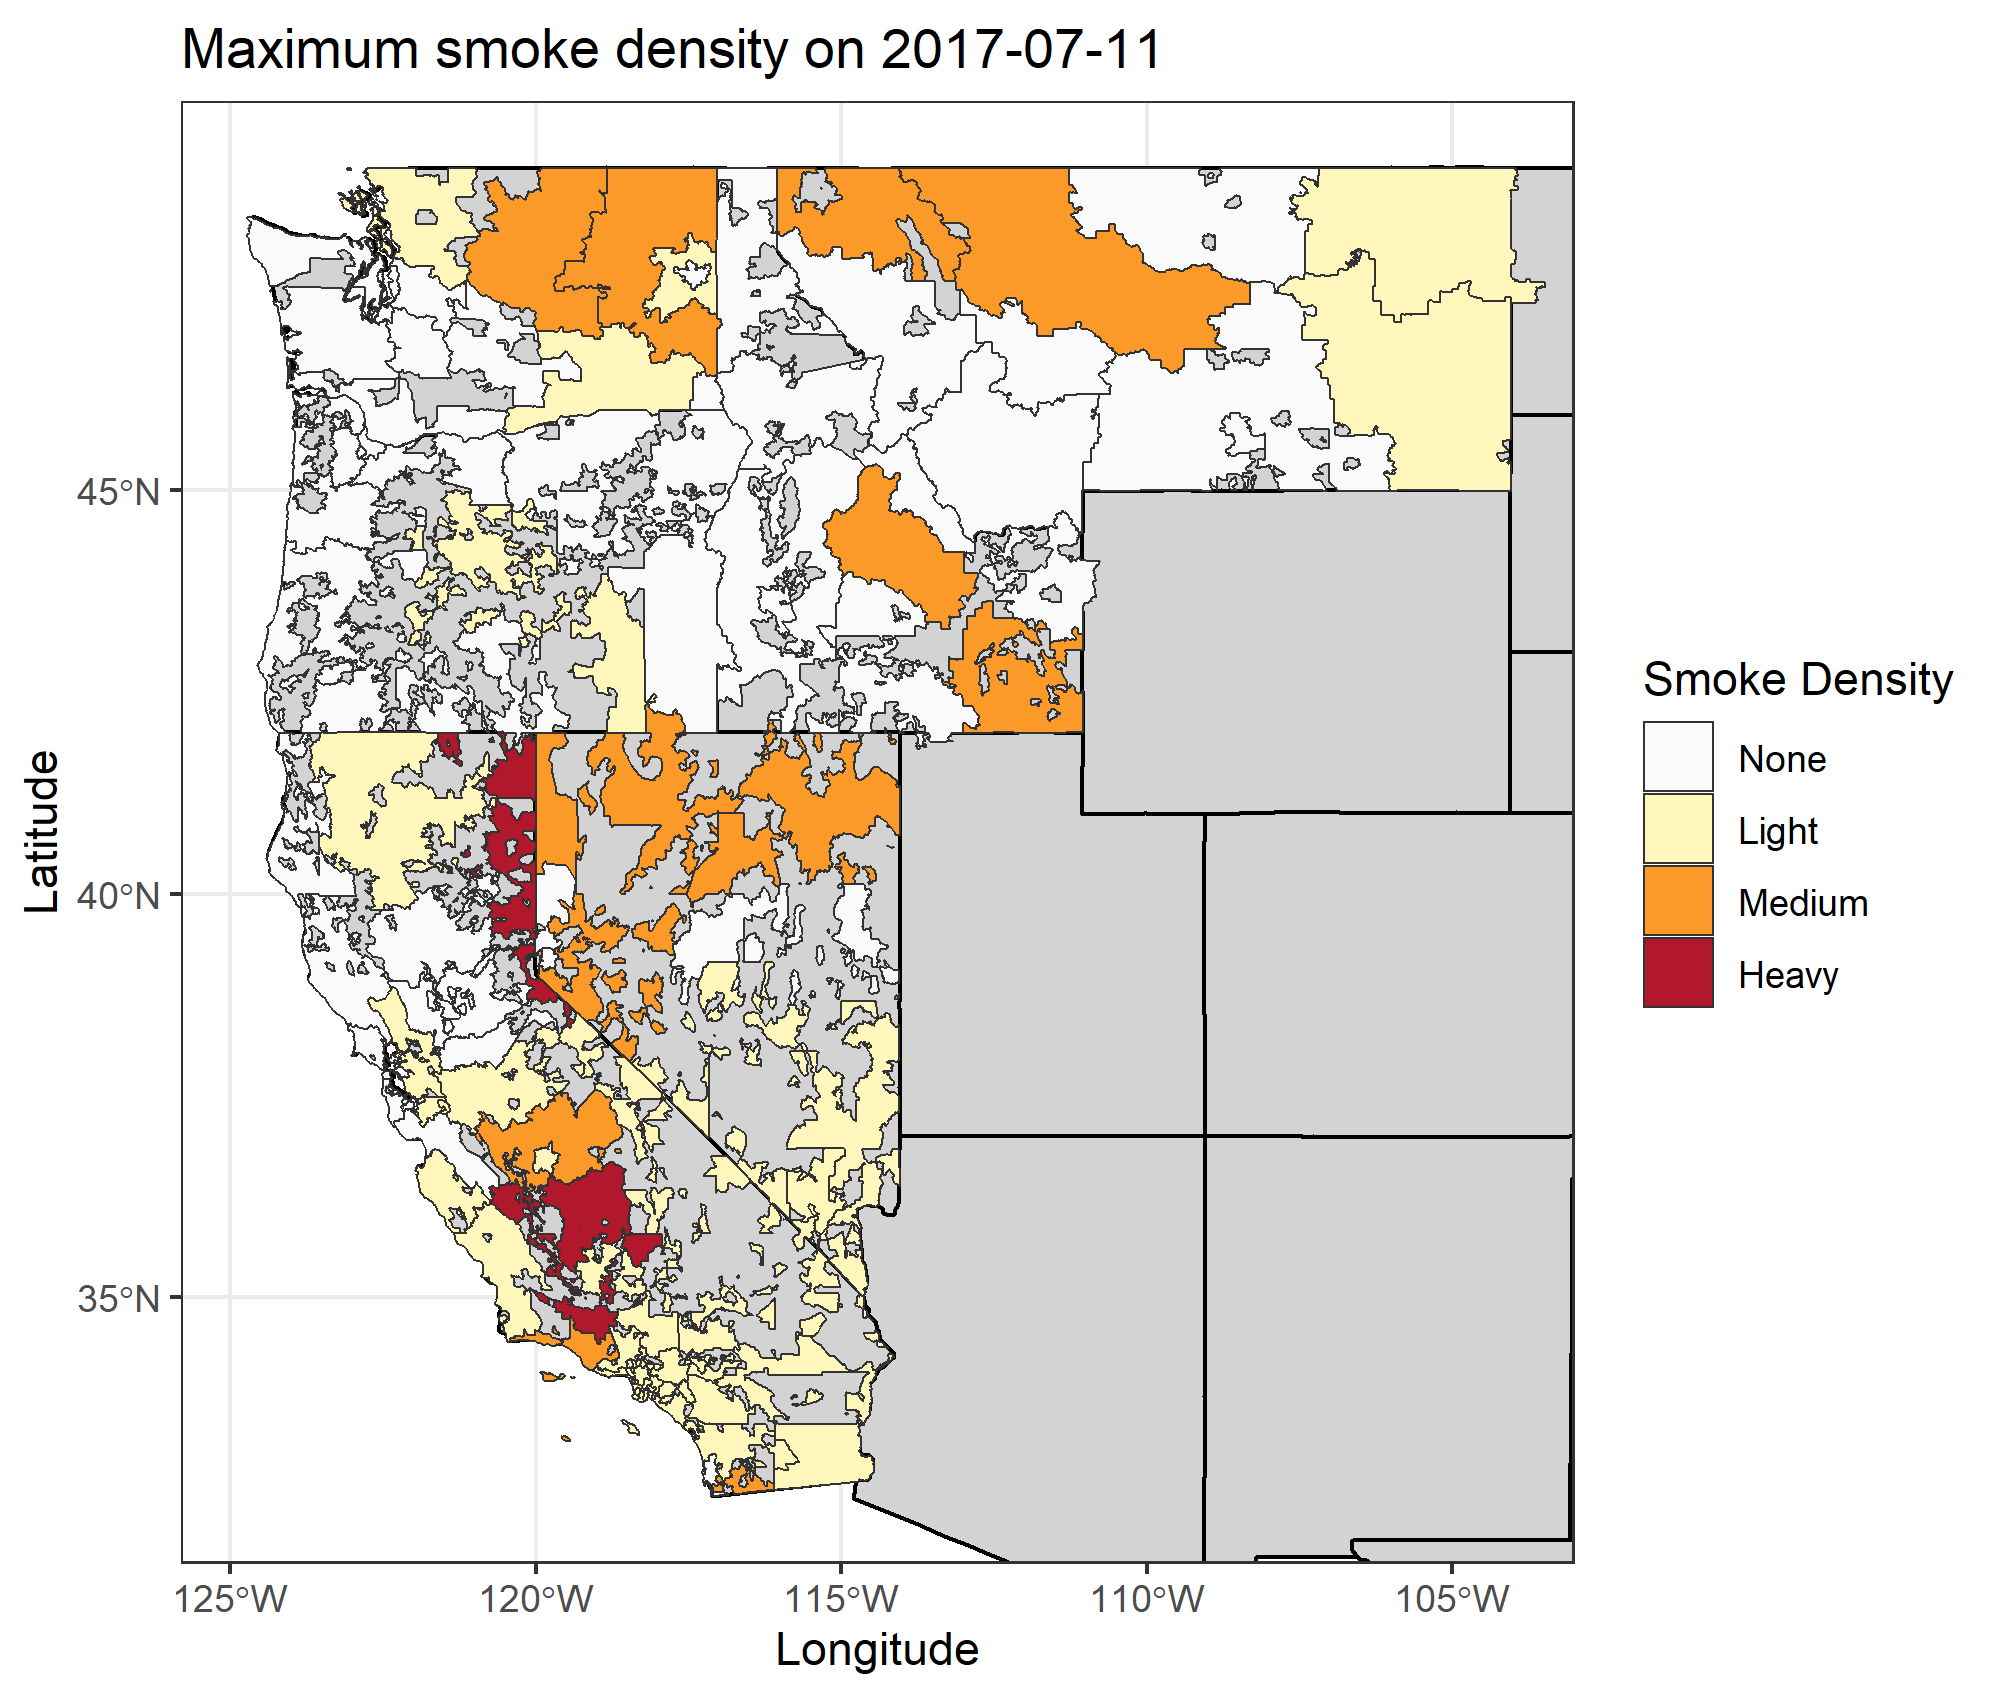 Maximum smoke density on 2017-07-11
45°N
40°N
35°N
Latitude
125°W
120°W
115°W
110°W
105°W
Longitude
Smoke Density
None
Light
Medium
Heavy